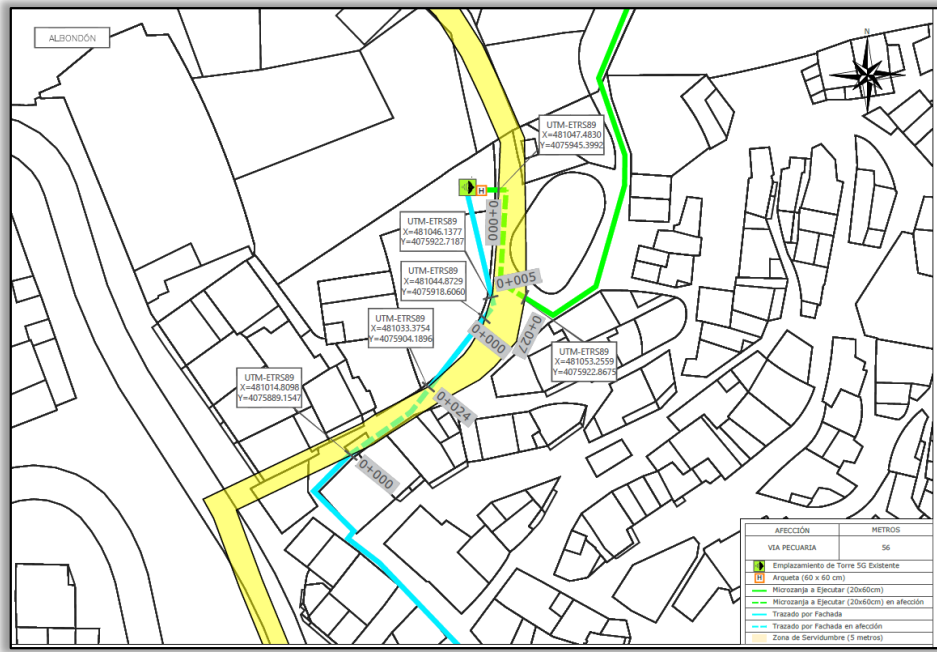 ALBONDÓN
N
UTM-ETRS89
X=481047.4830
Y=4075945.3992
H
0+000
UTM-ETRS89
X=481046.1377
Y=4075922.7187
UTM-ETRS89
X=481044.8729
Y=4075918.6060
0+005
UTM-ETRS89
X=481033.3754
Y=4075904.1896
0+000
0+027
UTM-ETRS89
X=481053.2559
Y=4075922.8675
UTM-ETRS89
X=481014.8098
Y=4075889.1547
0+024
0+000
AFECCIÓN METROS
VIA PECUARIA 56
Emplazamiento de Torre 5G Existente
H Arqueta (60 x 60 cm)
Microzanja a Ejecutar (20x60cm)
Microzanja a Ejecutar (20x60cm) en afección
Trazado por Fachada
Trazado por Fachada en afección
Zona de Servidumbre (5 metros)